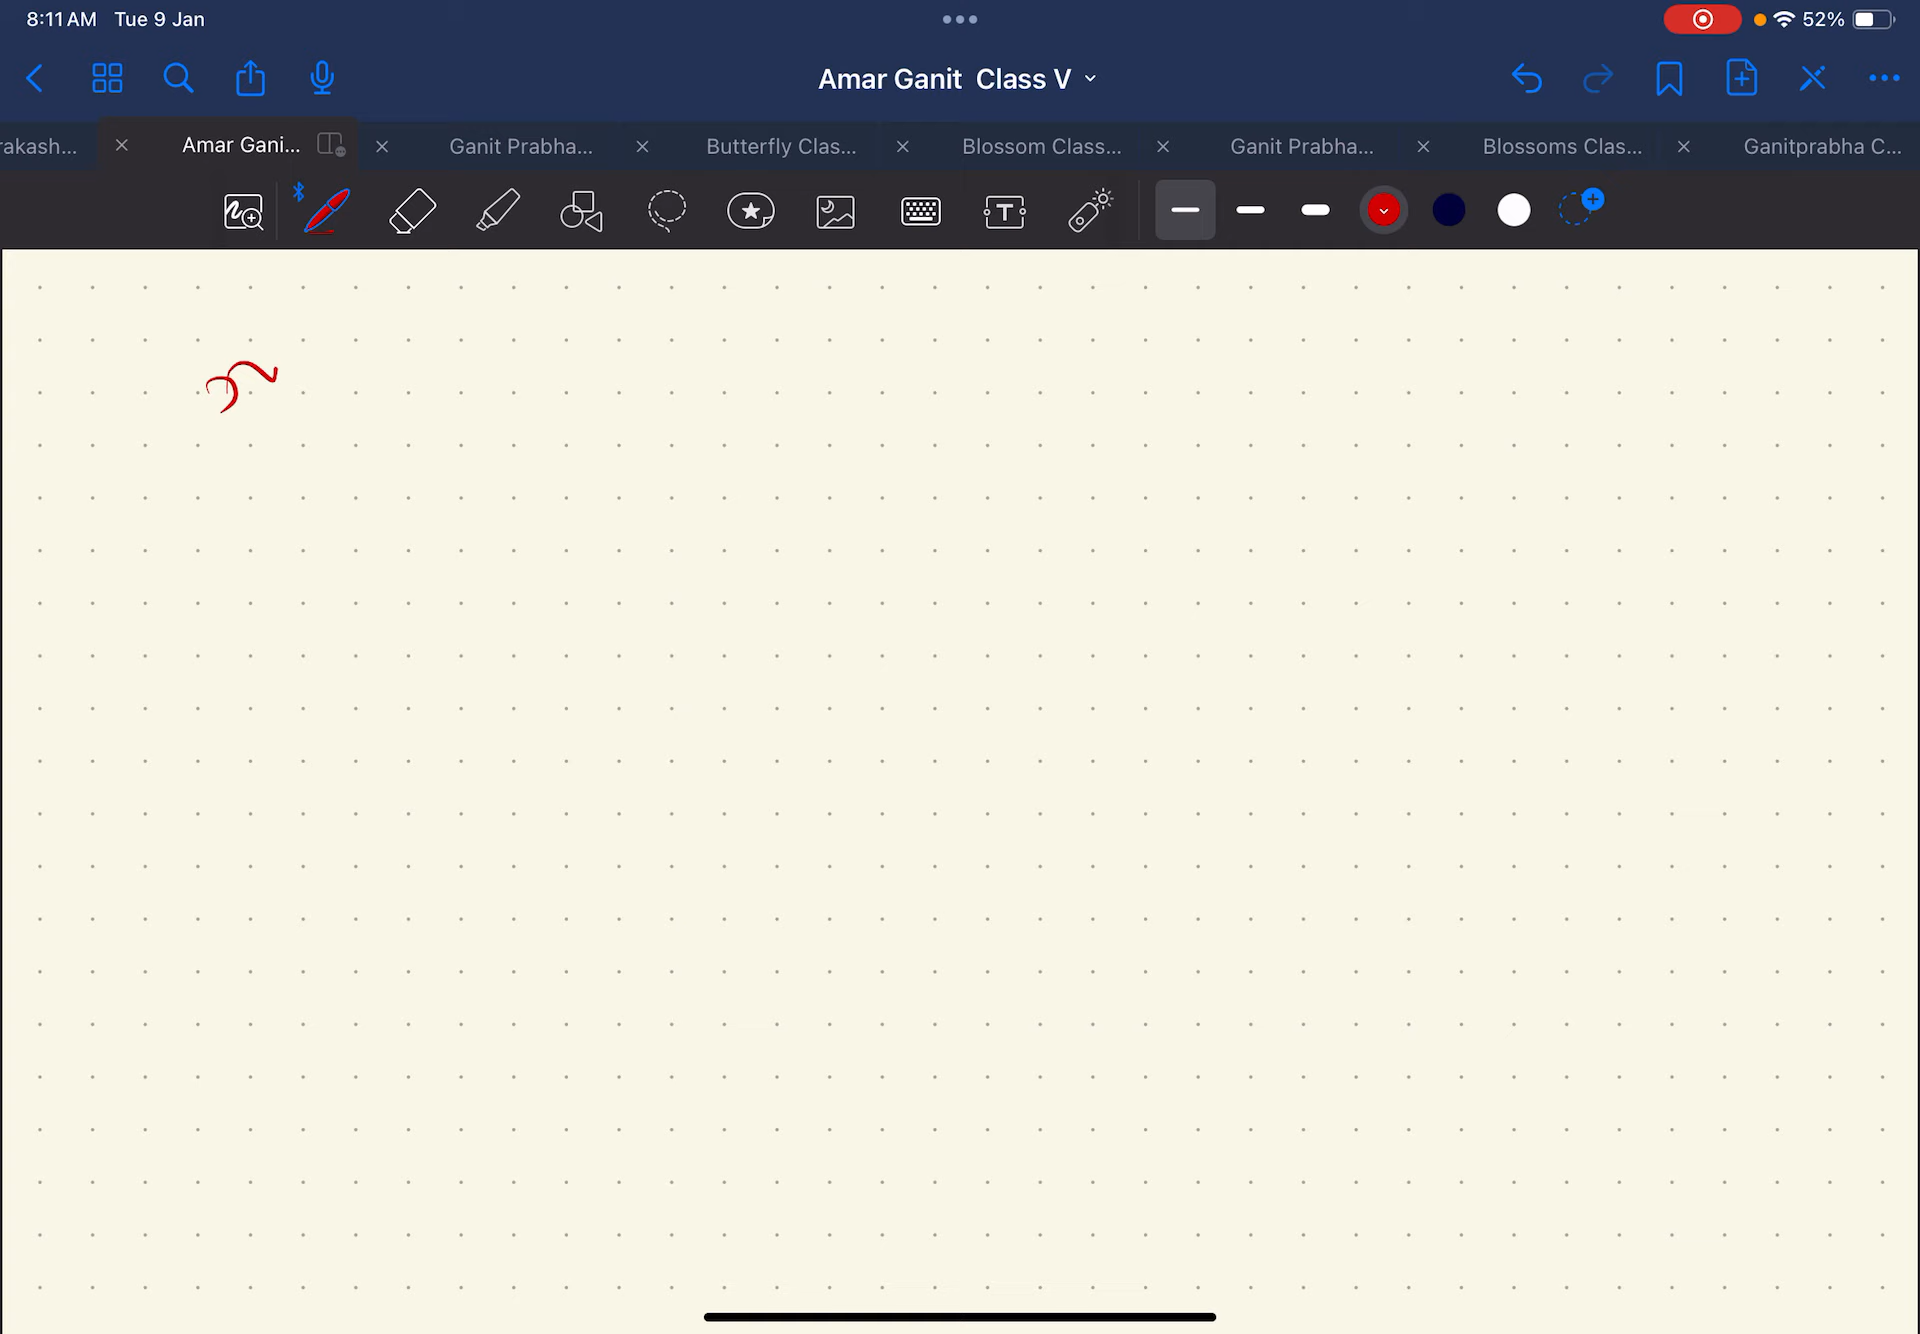 8:11 AM Tue 9 Jan
52%
Amar Ganit Class V
rakash...
Amar Gani...
Ganit Prabha...
Butterfly Clas...
Blossom Class...
Ganit Prabha...
Blossoms Clas...
Ganitprabha C...
T